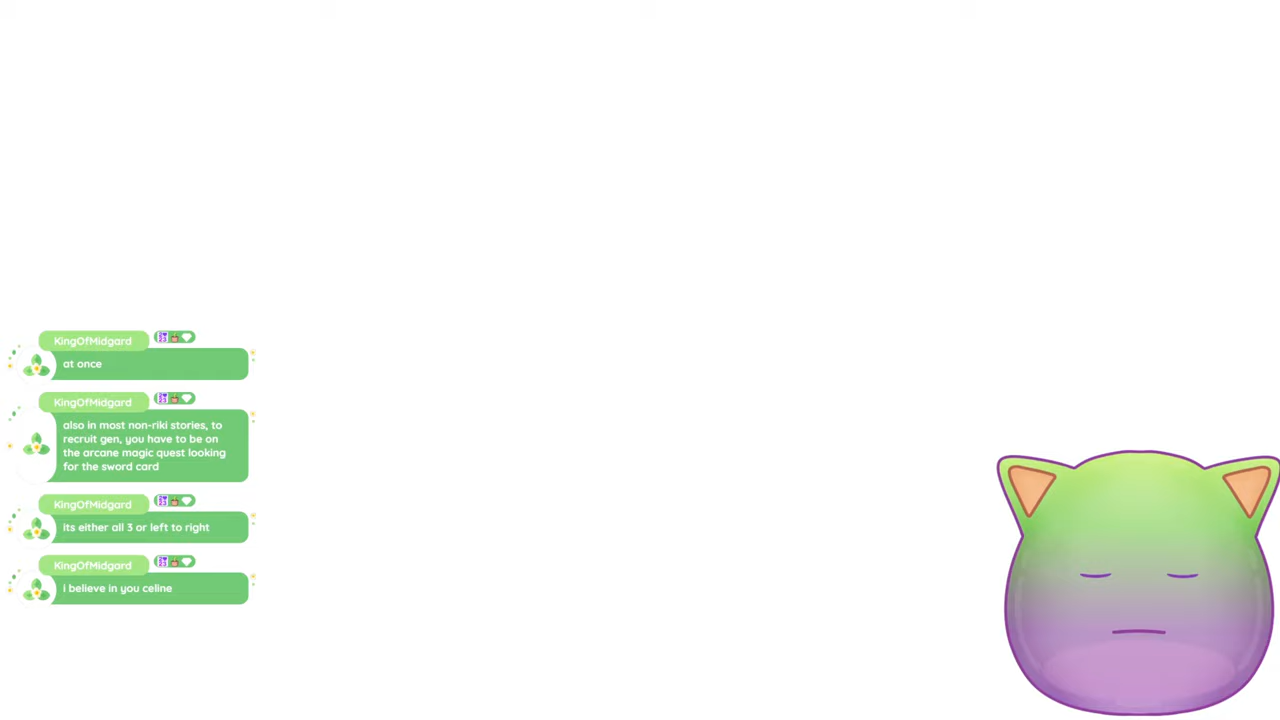 KingOfMidgard
at once
KingOfMidgard
also in most non-riki stories, to
recruit gen, you have to be on
the arcane magic quest looking
for the sword card
KingOfMidgard
its either all 3 or left to right
KingOfMidgard
i believe in you celine